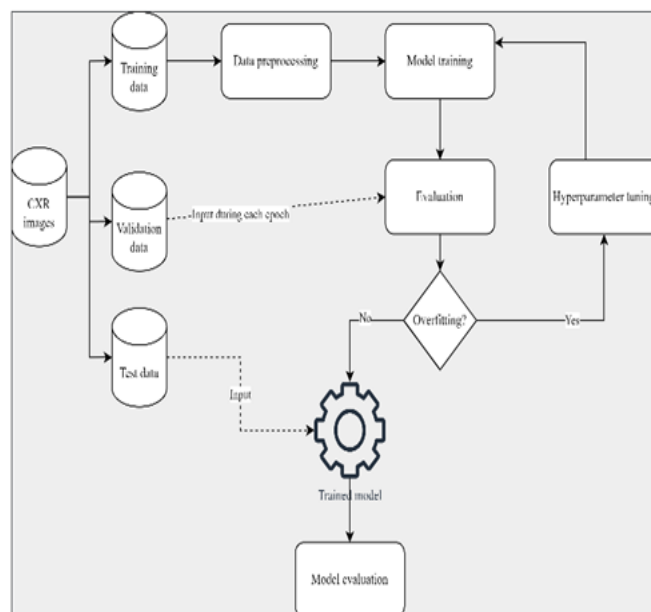 Training
data
Data preprocessing
Model training
CXR
images
Validation
data
Input during each epoch
Evaluation
Hyperparameter tuning
Overfitting?
No
Yes
Test data
Input
Trained model
Model evaluation